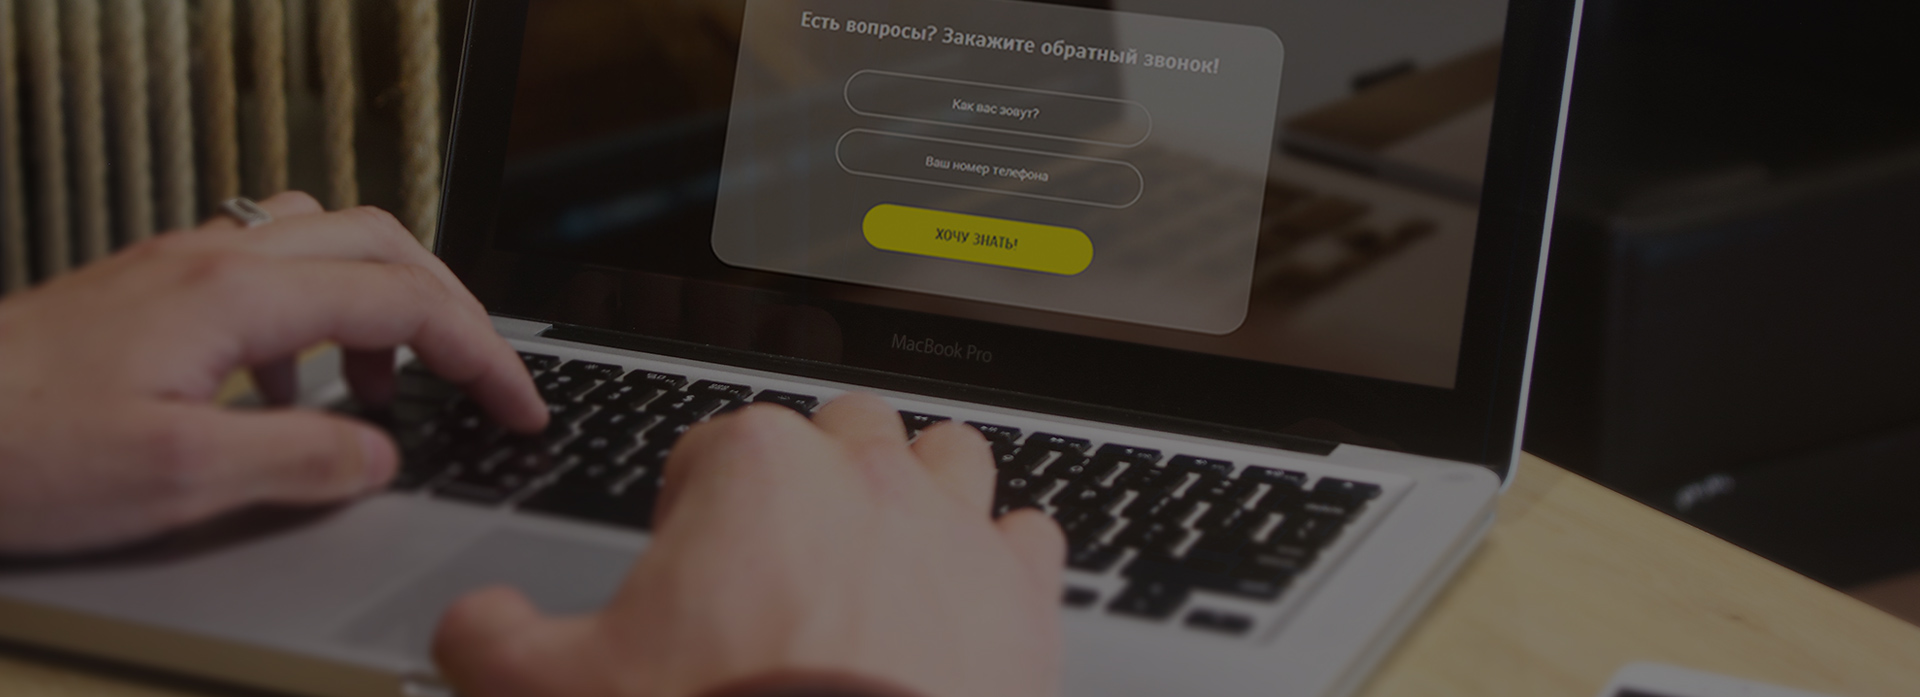 Есть вопросы? Закажите обратный звонок!
Как вас зовут?
Ваш номер телефона
ХОЧУ ЗНАТЬ!
MacBook Pro